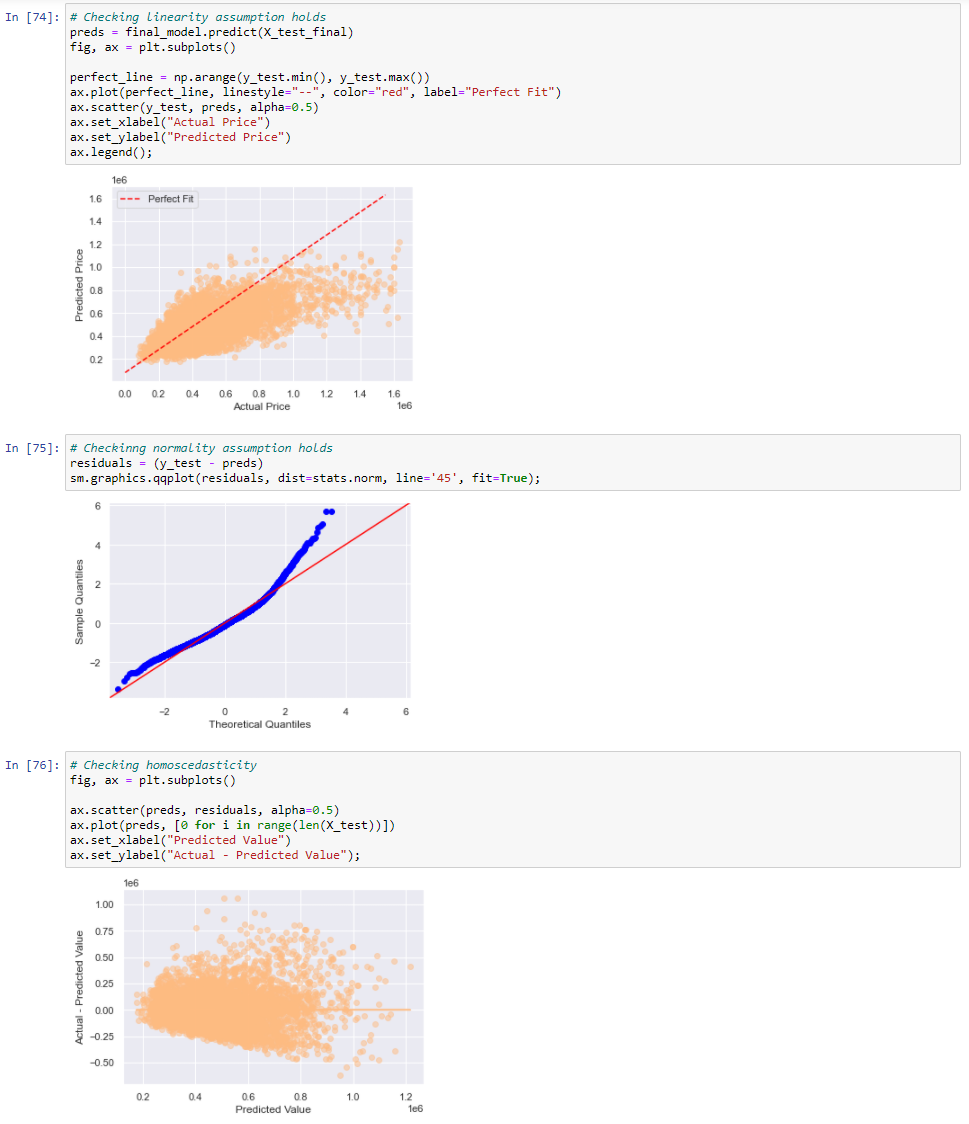 In [74]: # Checking linearity assumption holds
preds = final_model.predict(X_test_final)
fig, ax = plt.subplots()
perfect_line = np.arange(y_test.min(), y_test.max())
ax.plot(perfect_line, linestyle="--", color="red", label="Perfect Fit")
ax.scatter(y_test, preds, alpha=0.5)
ax.set_xlabel("Actual Price")
ax.set_ylabel("Predicted Price")
ax.legend();
1e6
Perfect Fit
1.6
1.4
1.2
1.0
0.8
0.6
0.4
0.2
Predicted Price
0.0 0.2 0.4 0.6 0.8 1.0 1.2 1.4 1.6
Actual Price
1e6
In [75]: # Checkinng normality assumption holds
residuals = (y_test - preds)
sm.graphics.qqplot(residuals, dist=stats.norm, line='45', fit=True);
6
4
2
0
−2
Sample Quantiles
−2 0 2 4 6
Theoretical Quantiles
In [76]: # Checking homoscedasticity
fig, ax = plt.subplots()
ax.scatter(preds, residuals, alpha=0.5)
ax.plot(preds, [0 for i in range(len(X_test))])
ax.set_xlabel("Predicted Value")
ax.set_ylabel("Actual - Predicted Value");
1e6
1.00
0.75
0.50
0.25
0.00
−0.25
−0.50
Actual - Predicted Value
0.2 0.4 0.6 0.8 1.0 1.2
Predicted Value
1e6